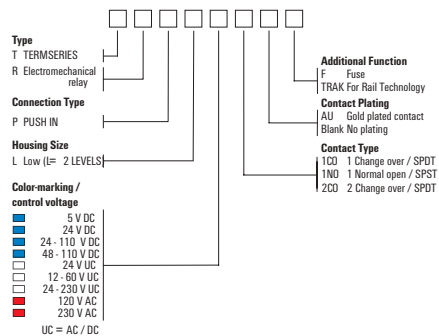 Type
T TERMSERIES
R Electromechanical
relay
Connection Type
P PUSH IN
Housing Size
L Low (L= 2 LEVELS)
Color-marking /
control voltage
5 V DC
24 V DC
24 - 110 V DC
48 - 110 V DC
24 V UC
12 - 60 V UC
24 - 230 V UC
120 V AC
230 V AC
UC = AC / DC
Additional Function
F Fuse
TRAK For Rail Technology
Contact Plating
AU Gold plated contact
Blank No plating
Contact Type
1CO 1 Change over / SPDT
1NO 1 Normal open / SPST
2CO 2 Change over / SPDT